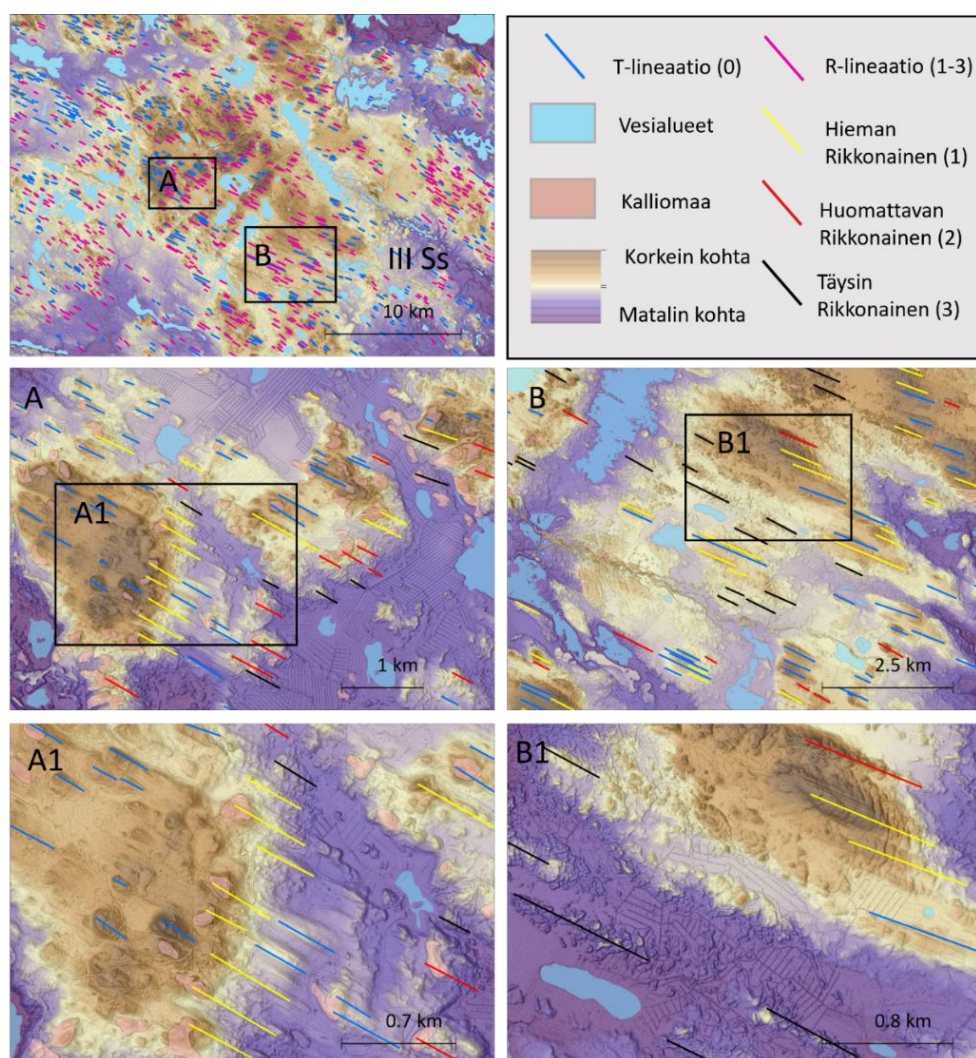 A
B
III Ss
10 km
T-lineaatio (0)
R-lineaatio (1-3)
Vesialueet
Hieman
Rikkonainen (1)
Kalliomaa
Huomattavan
Rikkonainen (2)
Korkein kohta
Matalin kohta
Täysin
Rikkonainen (3)
A
A1
1 km
B
B1
2.5 km
A1
0.7 km
B1
0.8 km